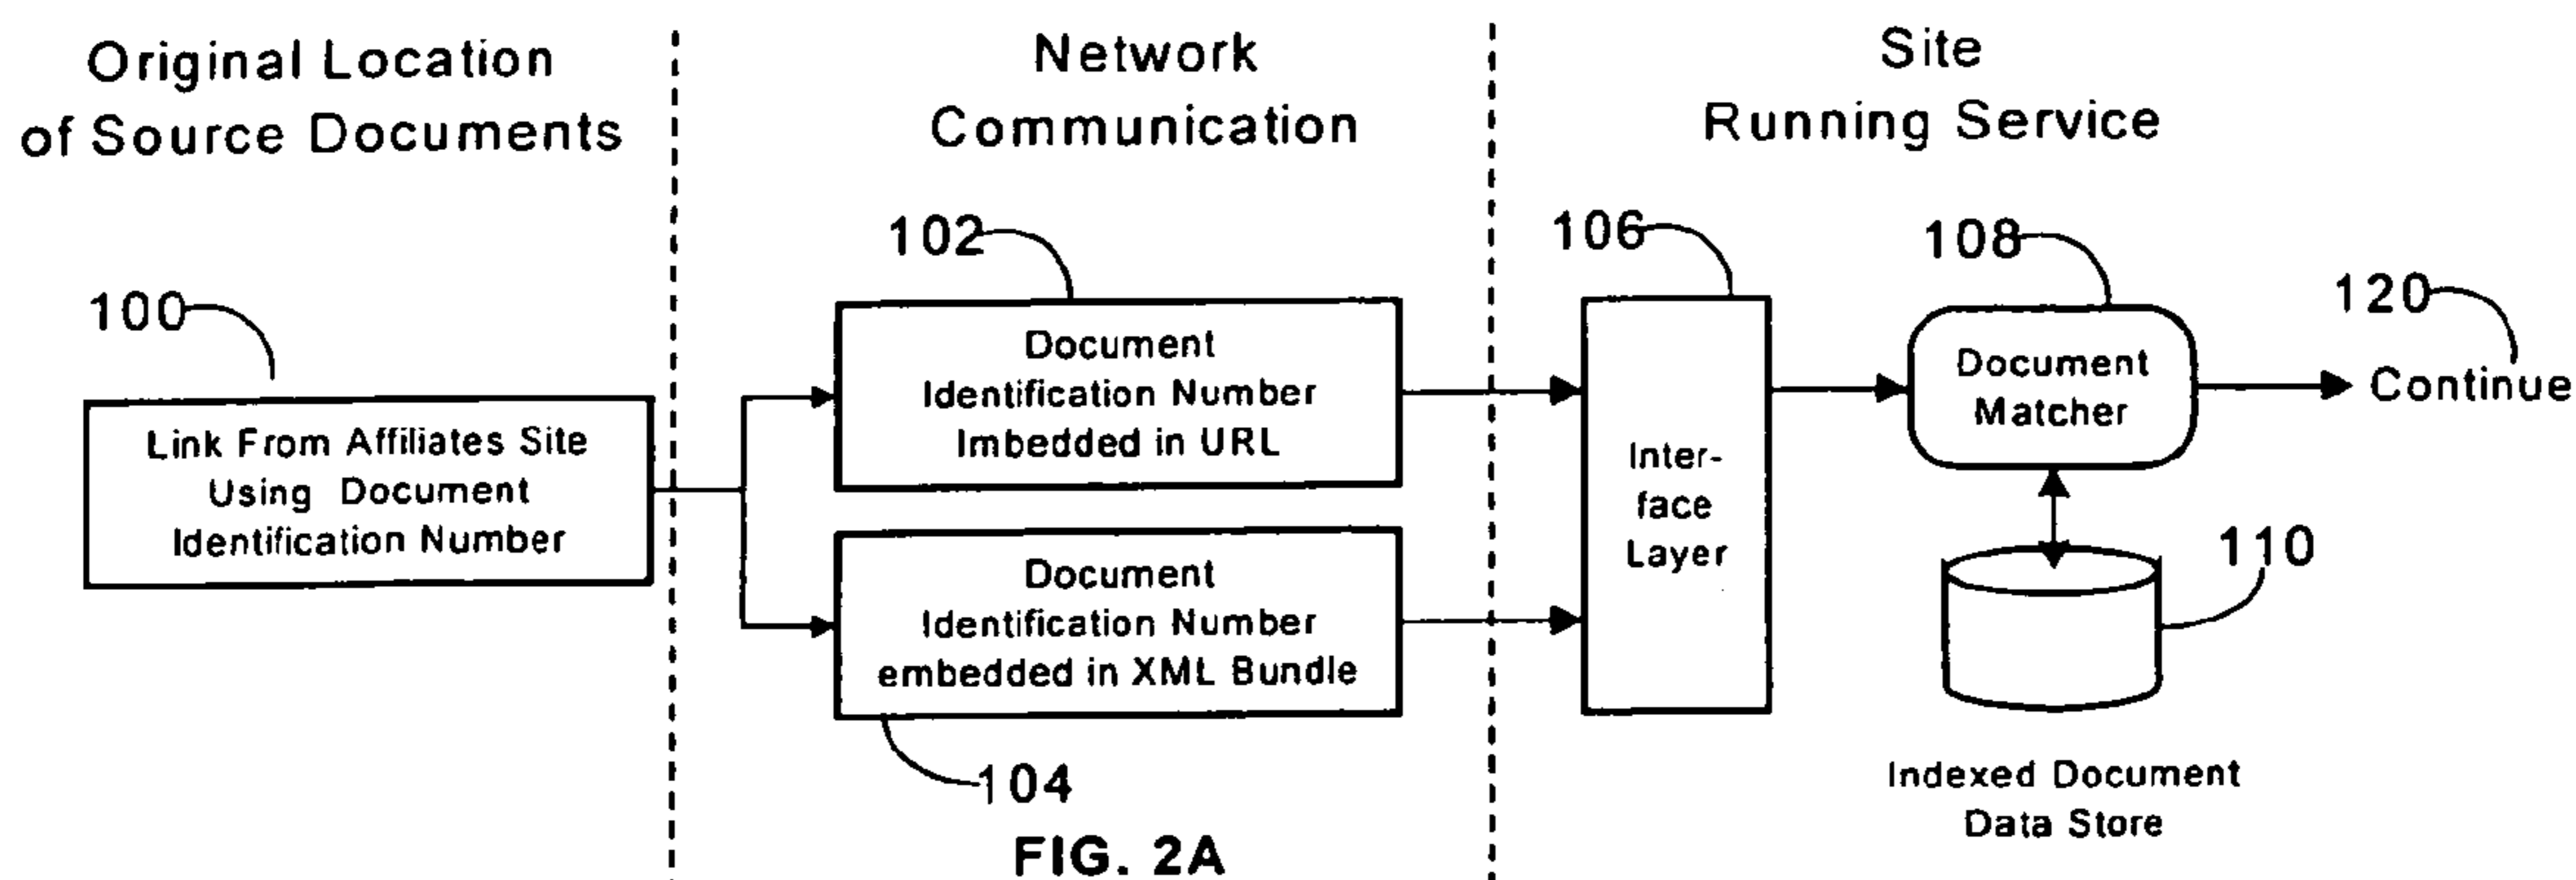 Original Location
of Source Documents
Network
Communication
Site
Running Service
100
Link From Affiliates Site
Using Document
Identification Number
102
Document
Identification Number
Imbedded in URL
Document
Identification Number
embedded in XML Bundle
104
106
Inter-
face
Layer
108
Document
Matcher
120
Continue
110
Indexed Document
Data Store
FIG. 2A